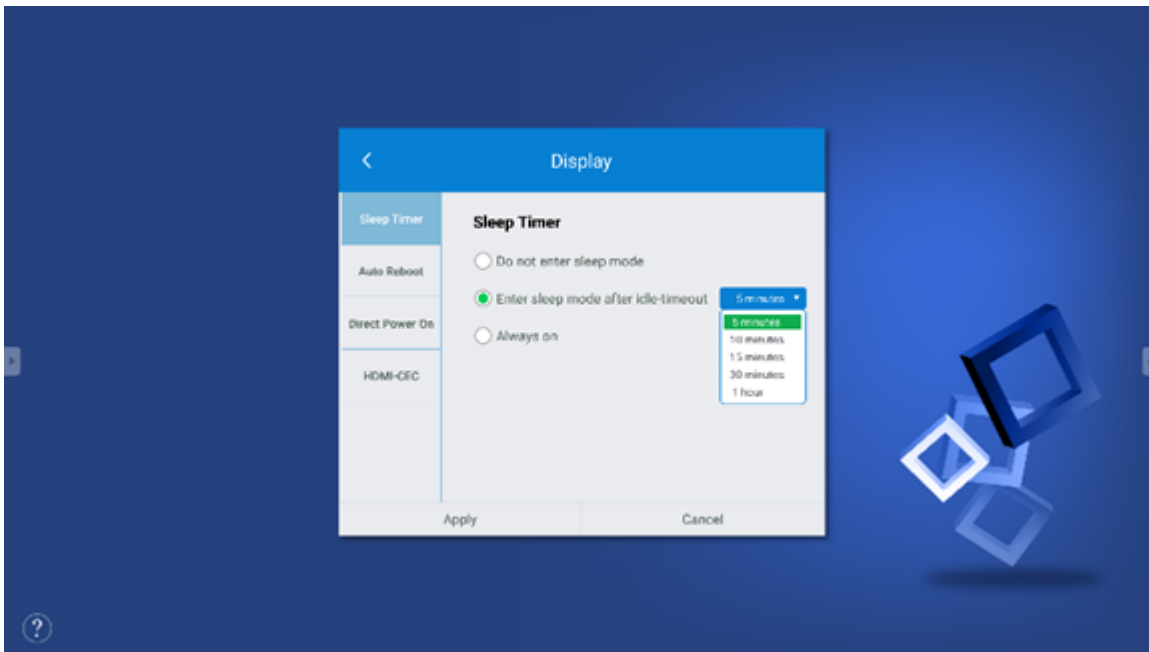 Display
Sleep Timer
Auto Reboot
Direct Power On
HDMI-CEC
Sleep Timer
Do not enter sleep mode
Enter sleep mode after idle-timeout
5 minutes
5 minutes
10 minutes
15 minutes
30 minutes
1 hour
Always on
Apply
Cancel
?